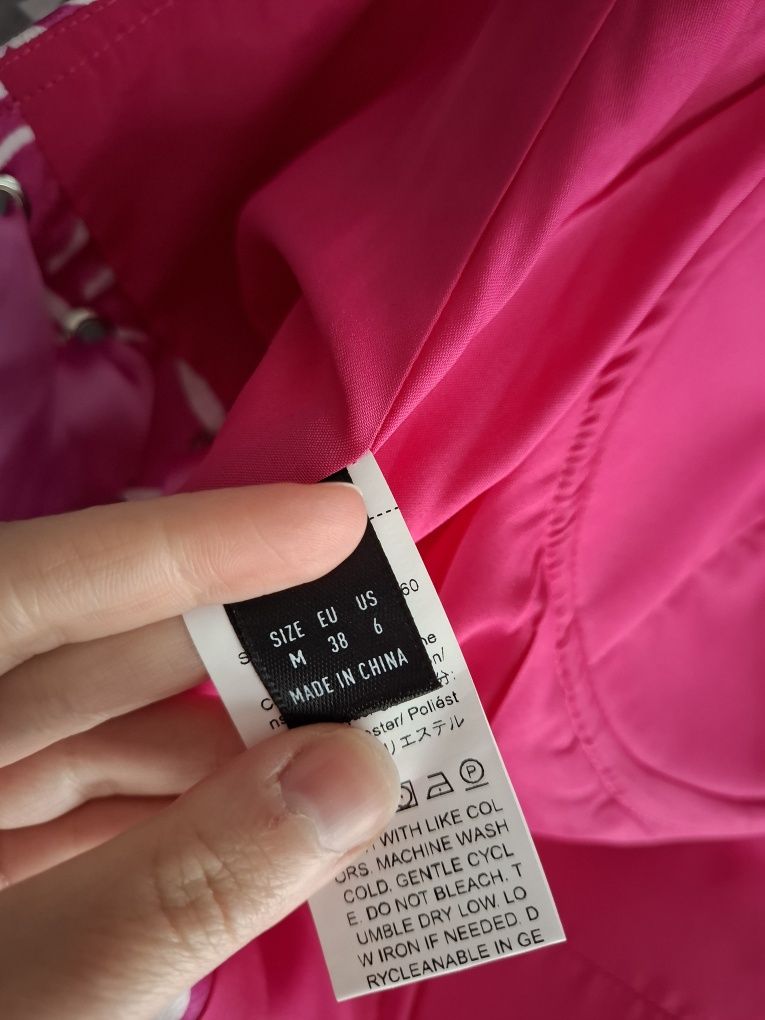 60
SIZE EU US
M 38 6
MADE IN CHINA
ester/ Poliést
エステル
P
WITH LIKE COL
ORS. MACHINE WASH
COLD. GENTLE CYCL
E. DO NOT BLEACH. T
UMBLE DRY LOW. LO
W IRON IF NEEDED. D
RYCLEANABLE IN GE